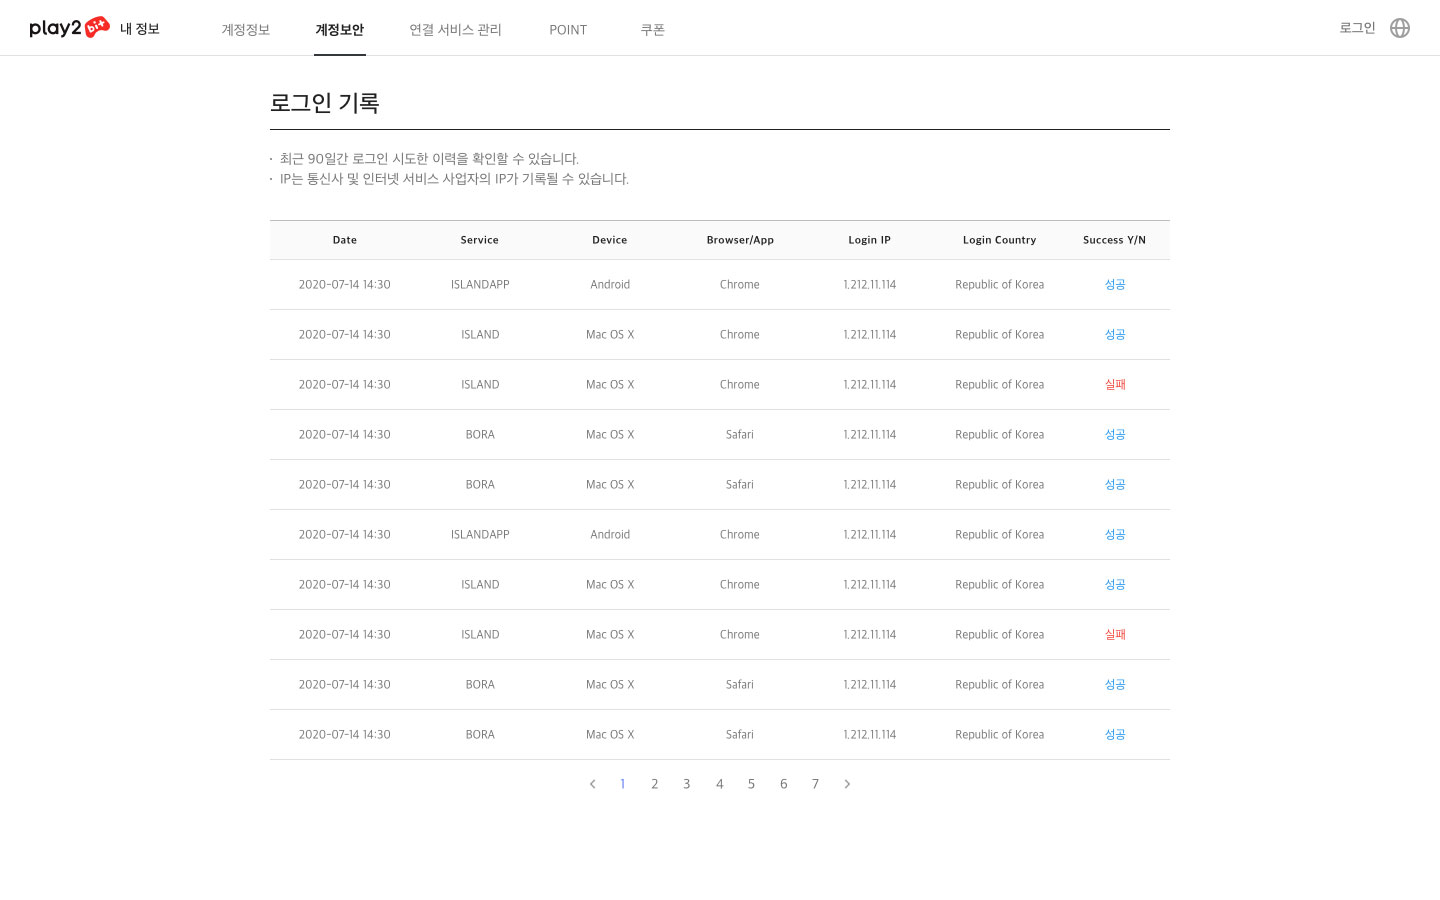 play2bit 내 정보 계정정보 계정보안 연결 서비스 관리 POINT 쿠폰 로그인
로그인 기록
· 최근 90일간 로그인 시도한 이력을 확인할 수 있습니다.
· IP는 통신사 및 인터넷 서비스 사업자의 IP가 기록될 수 있습니다.
Date Service Device Browser/App Login IP Login Country Success Y/N
2020-07-14 14:30 ISLANDAPP Android Chrome 1.212.11.114 Republic of Korea 성공
2020-07-14 14:30 ISLAND Mac OS X Chrome 1.212.11.114 Republic of Korea 성공
2020-07-14 14:30 ISLAND Mac OS X Chrome 1.212.11.114 Republic of Korea 실패
2020-07-14 14:30 BORA Mac OS X Safari 1.212.11.114 Republic of Korea 성공
2020-07-14 14:30 BORA Mac OS X Safari 1.212.11.114 Republic of Korea 성공
2020-07-14 14:30 ISLANDAPP Android Chrome 1.212.11.114 Republic of Korea 성공
2020-07-14 14:30 ISLAND Mac OS X Chrome 1.212.11.114 Republic of Korea 성공
2020-07-14 14:30 ISLAND Mac OS X Chrome 1.212.11.114 Republic of Korea 실패
2020-07-14 14:30 BORA Mac OS X Safari 1.212.11.114 Republic of Korea 성공
2020-07-14 14:30 BORA Mac OS X Safari 1.212.11.114 Republic of Korea 성공
1 2 3 4 5 6 7